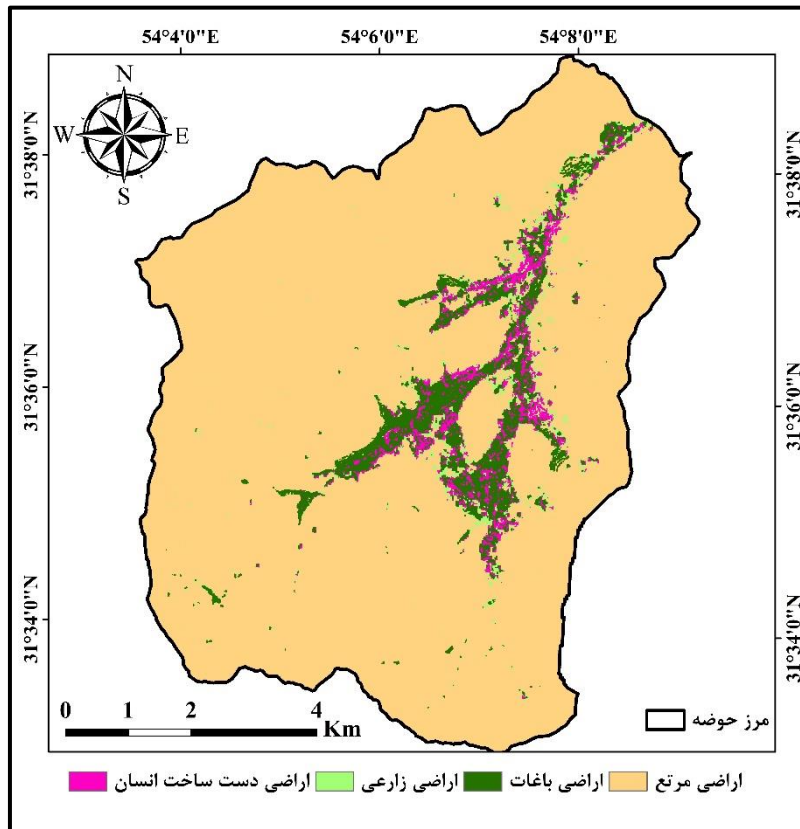 54°4'0"E 54°6'0"E 54°8'0"E
N
W E
S
31°38'0"N 31°38'0"N
31°36'0"N 31°36'0"N
31°34'0"N 31°34'0"N
0 1 2 4
Km
مرز حوضه
اراضی مرتع اراضی باغات اراضی زارعی اراضی دست ساخت انسان